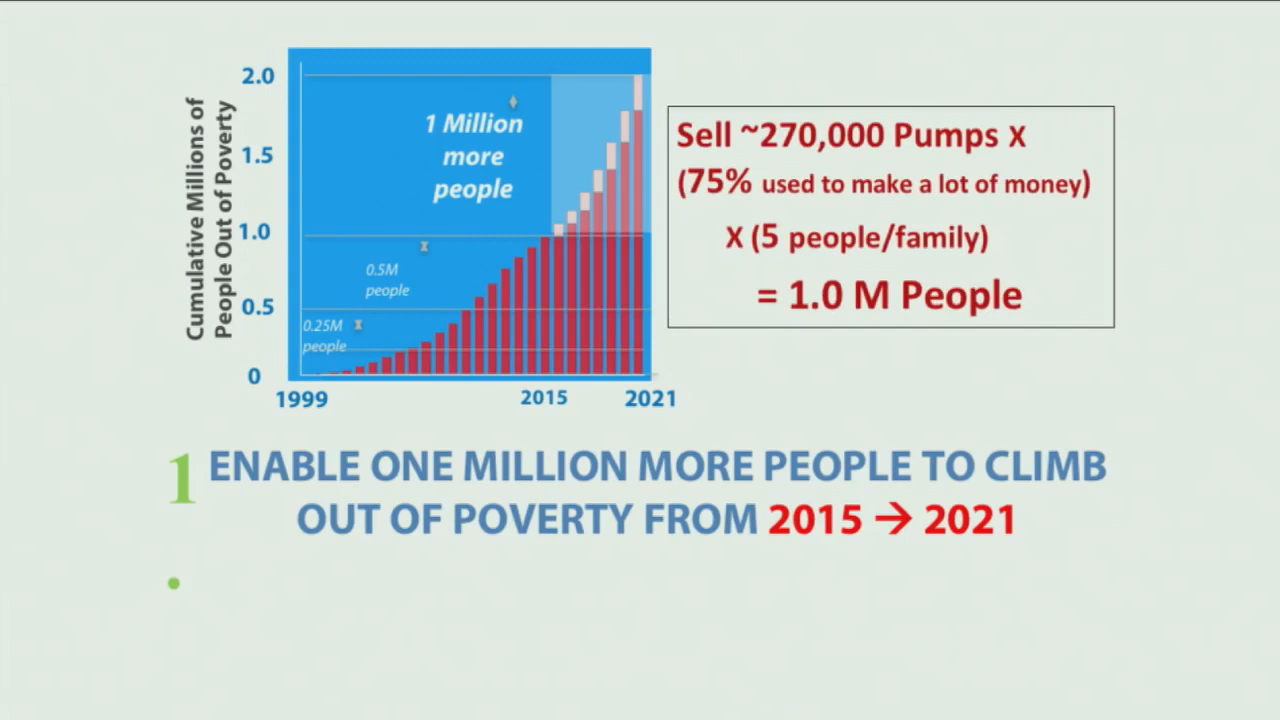 Cumulative Millions of
People Out of Poverty
2.0
1.5
1.0
0.5
0
1 Million
more
people
0.5M
people
0.25M
people
1999
2015
2021
Sell ~270,000 Pumps X
(75% used to make a lot of money)
X (5 people/family)
= 1.0 M People
1 ENABLE ONE MILLION MORE PEOPLE TO CLIMB
OUT OF POVERTY FROM 2015 → 2021
.